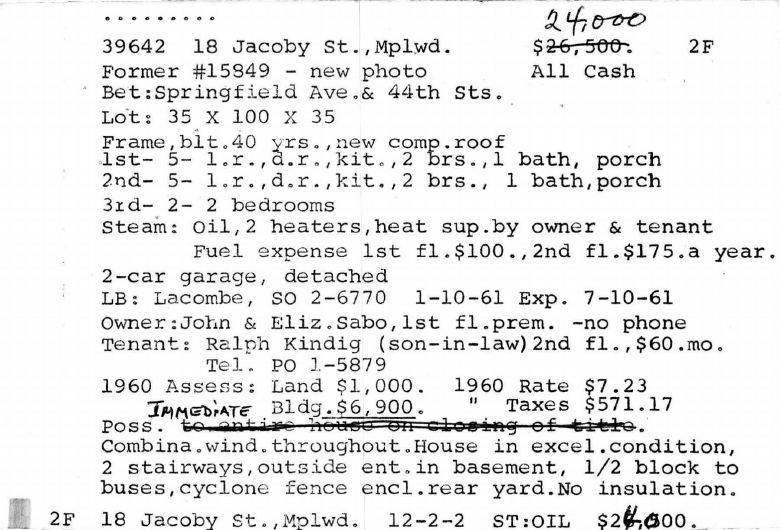 24,000
39642 18 Jacoby St.,Mplwd. $26,500. 2F
Former #15849 - new photo All Cash
Bet:Springfield Ave.& 44th Sts.
Lot: 35 X 100 X 35
Frame,blt.40 yrs.,new comp.roof
1st- 5- l.r.,d.r.,kit.,2 brs.,1 bath, porch
2nd- 5- l.r.,d.r.,kit.,2 brs., 1 bath,porch
3rd- 2- 2 bedrooms
Steam: Oil,2 heaters,heat sup.by owner & tenant
Fuel expense 1st fl.$100.,2nd fl.$175.a year.
2-car garage, detached
LB: Lacombe, SO 2-6770 1-10-61 Exp. 7-10-61
Owner:John & Eliz.Sabo,1st fl.prem. -no phone
Tenant: Ralph Kindig (son-in-law)2nd fl.,$60.mo.
Tel. PO 1-5879
1960 Assess: Land $1,000. 1960 Rate $7.23
IMMEDIATE Bldg.$6,900. " Taxes $571.17
Poss. to entire house on closing of title.
Combina.wind.throughout.House in excel.condition,
2 stairways,outside ent.in basement, 1/2 block to
buses,cyclone fence encl.rear yard.No insulation.
2F 18 Jacoby St.,Mplwd. 12-2-2 ST:OIL $24,000.